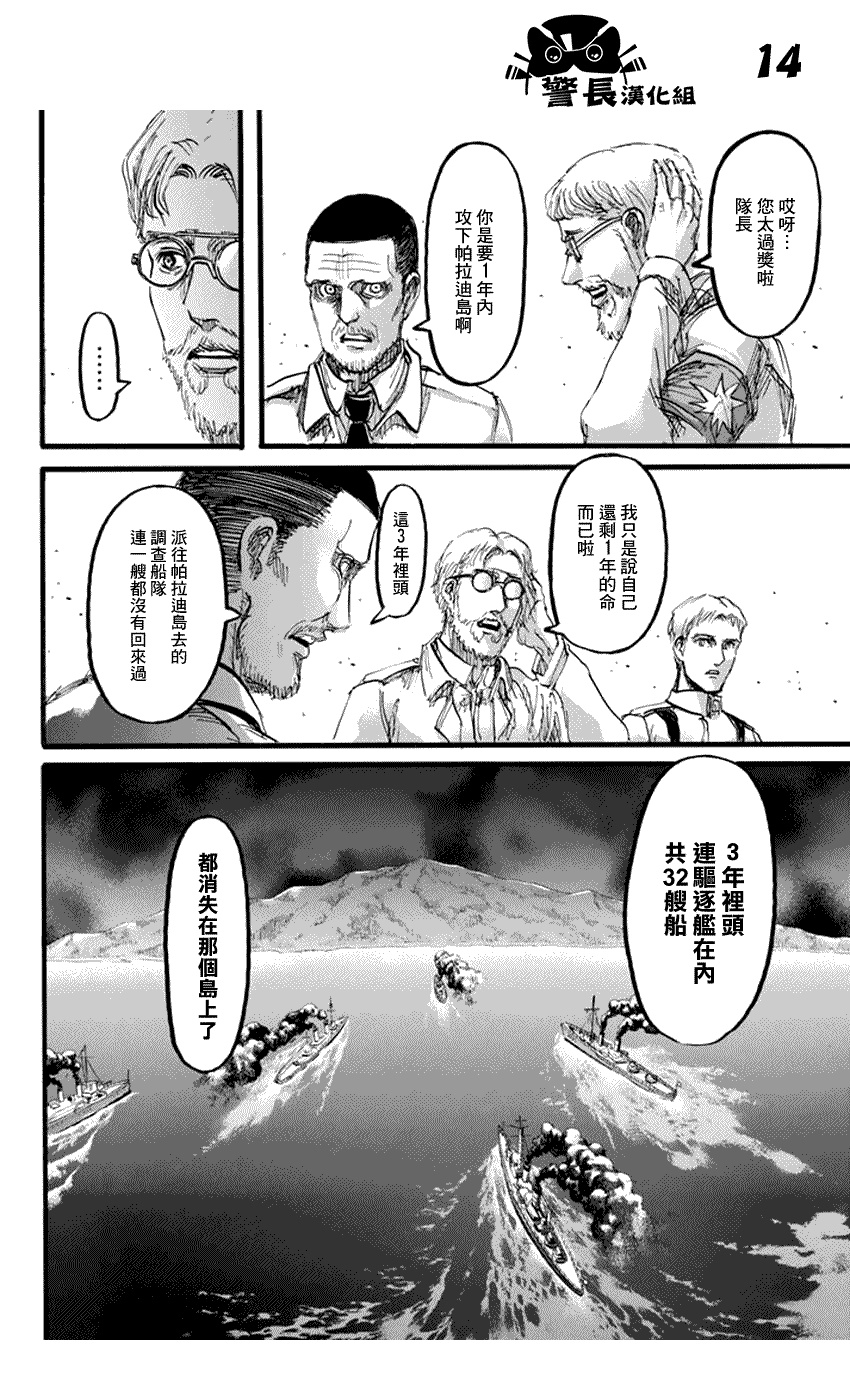 警長漢化組
14
哎呀…
您太過獎啦
隊長
你是要1年內
攻下帕拉迪島啊
……
我只是說自己
還剩1年的命
而已啦
這3年裡頭
派往帕拉迪島去的
調查船隊
連一艘都沒有回來過
3年裡頭
連驅逐艦在內
共32艘船
都消失在那個島上了